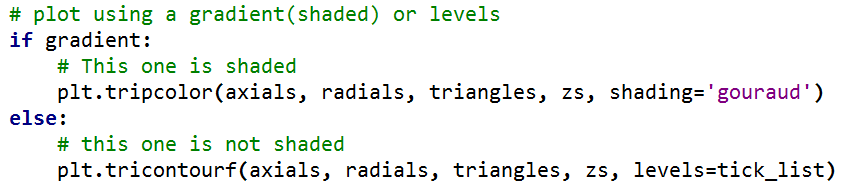 # plot using a gradient(shaded) or levels
if gradient:
    # This one is shaded
    plt.tripcolor(axials, radials, triangles, zs, shading='gouraud')
else:
    # this one is not shaded
    plt.tricontourf(axials, radials, triangles, zs, levels=tick_list)